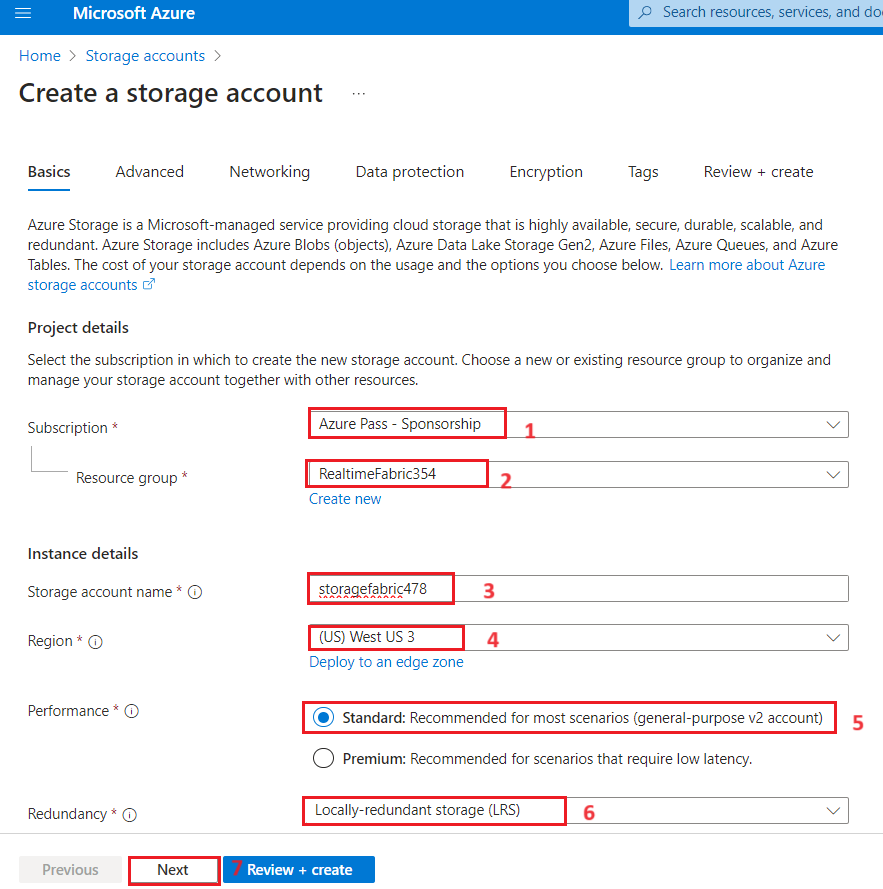 Microsoft Azure
Search resources, services, and do
Home > Storage accounts >
Create a storage account ...
Basics Advanced Networking Data protection Encryption Tags Review + create
Azure Storage is a Microsoft-managed service providing cloud storage that is highly available, secure, durable, scalable, and
redundant. Azure Storage includes Azure Blobs (objects), Azure Data Lake Storage Gen2, Azure Files, Azure Queues, and Azure
Tables. The cost of your storage account depends on the usage and the options you choose below. Learn more about Azure
storage accounts
Project details
Select the subscription in which to create the new storage account. Choose a new or existing resource group to organize and
manage your storage account together with other resources.
Subscription * Azure Pass - Sponsorship 1
Resource group * RealtimeFabric354 2
Create new
Instance details
Storage account name * storagefabric478 3
Region * (US) West US 3 4
Deploy to an edge zone
Performance * Standard: Recommended for most scenarios (general-purpose v2 account) 5
Premium: Recommended for scenarios that require low latency.
Redundancy * Locally-redundant storage (LRS) 6
Previous Next 7 Review + create